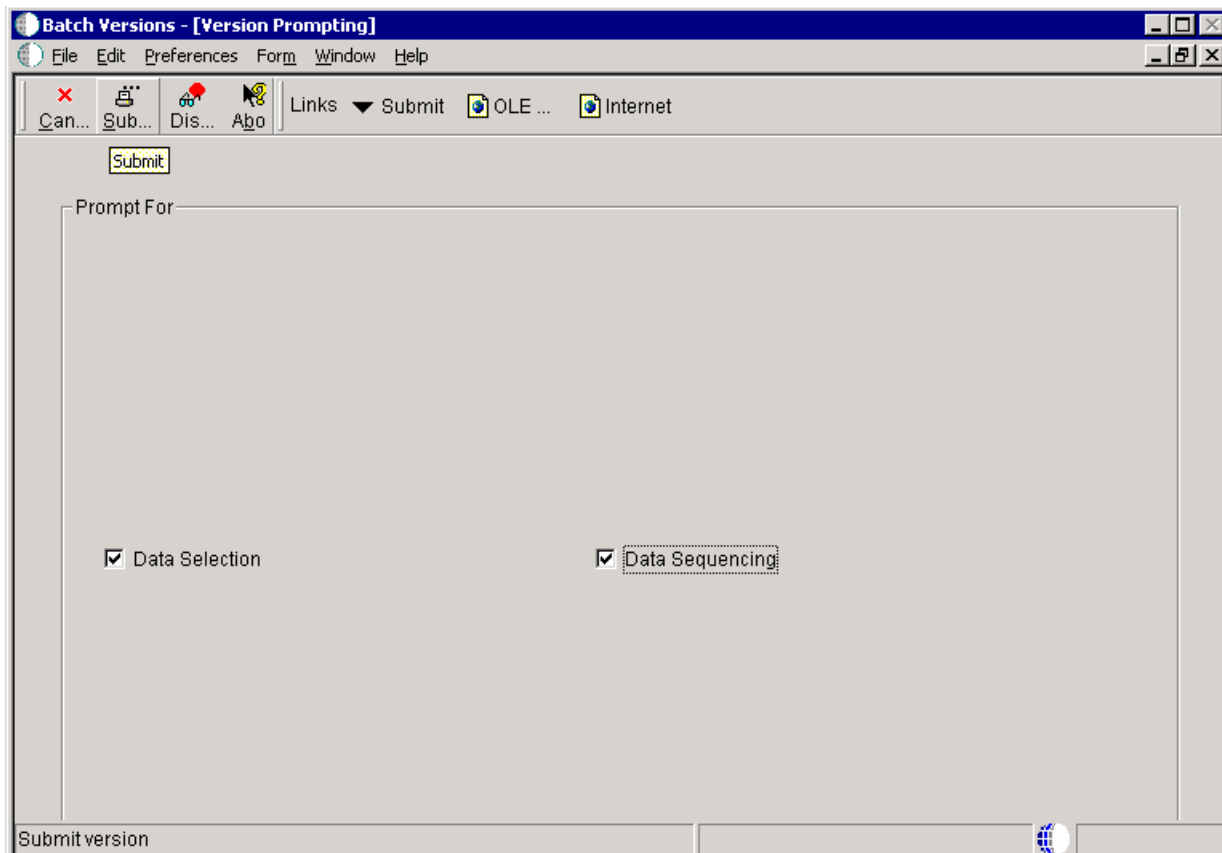 Batch Versions - [Version Prompting]
File Edit Preferences Form Window Help
Can... Sub... Dis... Abo Links Submit OLE ... Internet
Submit
Prompt For
Data Selection Data Sequencing
Submit version